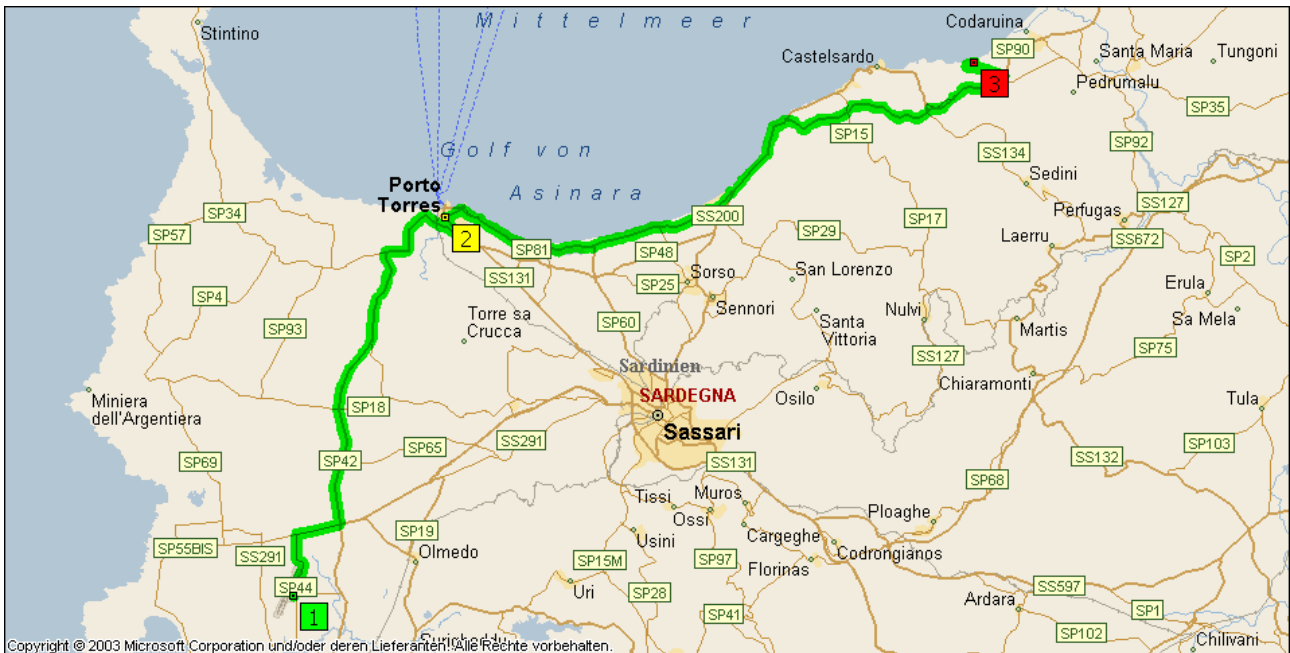 Mittelmeer
Stintino
Codaruina
SP90
Santa Maria
Tungoni
Castelsardo
3
Pedrumalu
SP35
SP15
SP92
Golf von
Asinara
SS134
Sedini
Porto
Torres
SP34
SS127
SS200
SP17
Perfugas
SP57
2
SP29
Laerru
SS672
SP81
SP48
SP2
SS131
Sorso
San Lorenzo
SP25
Erula
SP4
Sennori
Nulvi
Torre sa
Crucca
SP60
Santa
Vittoria
Martis
Sa Mela
SP93
SP75
Sardinien
SS127
Chiaramonti
Miniera
dell'Argentiera
SARDEGNA
Osilo
Tula
SP18
Sassari
SP65
SS291
SP103
SP42
SP69
SS131
SS132
SP68
Tissi
Muros
Ossi
Ploaghe
SP19
Usini
Cargeghe
SP55BIS
SS291
Olmedo
Codrongianos
SP15M
SP97
Florinas
SP44
Uri
SP28
SS597
Ardara
1
SP41
SP1
SP102
Chilivani
Copyright © 2003 Microsoft Corporation und/oder deren Lieferanten. Alle Rechte vorbehalten.